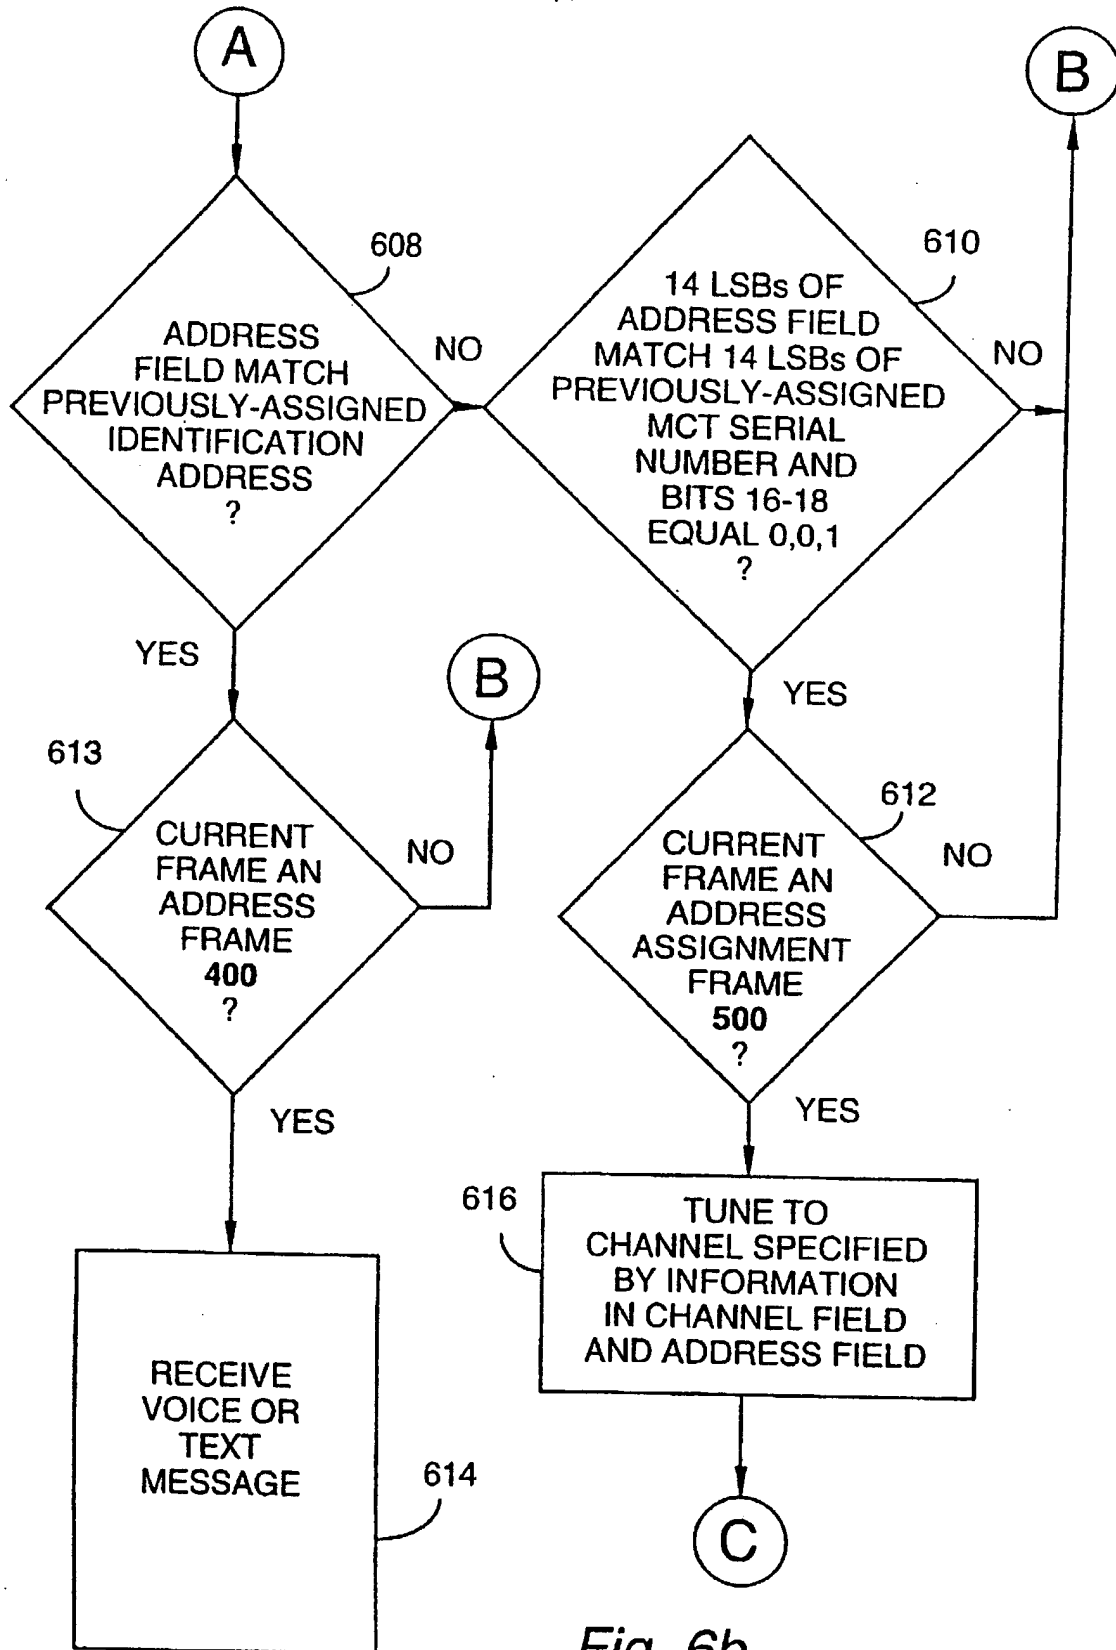 A
B
608
610
ADDRESS
FIELD MATCH
PREVIOUSLY-ASSIGNED
IDENTIFICATION
ADDRESS
?
NO
14 LSBs OF
ADDRESS FIELD
MATCH 14 LSBs OF
PREVIOUSLY-ASSIGNED
MCT SERIAL
NUMBER AND
BITS 16-18
EQUAL 0,0,1
?
NO
YES
B
YES
613
CURRENT
FRAME AN
ADDRESS
FRAME
400
?
NO
612
CURRENT
FRAME AN
ADDRESS
ASSIGNMENT
FRAME
500
?
NO
YES
YES
616
TUNE TO
CHANNEL SPECIFIED
BY INFORMATION
IN CHANNEL FIELD
AND ADDRESS FIELD
RECEIVE
VOICE OR
TEXT
MESSAGE
614
C
Fig. 6b